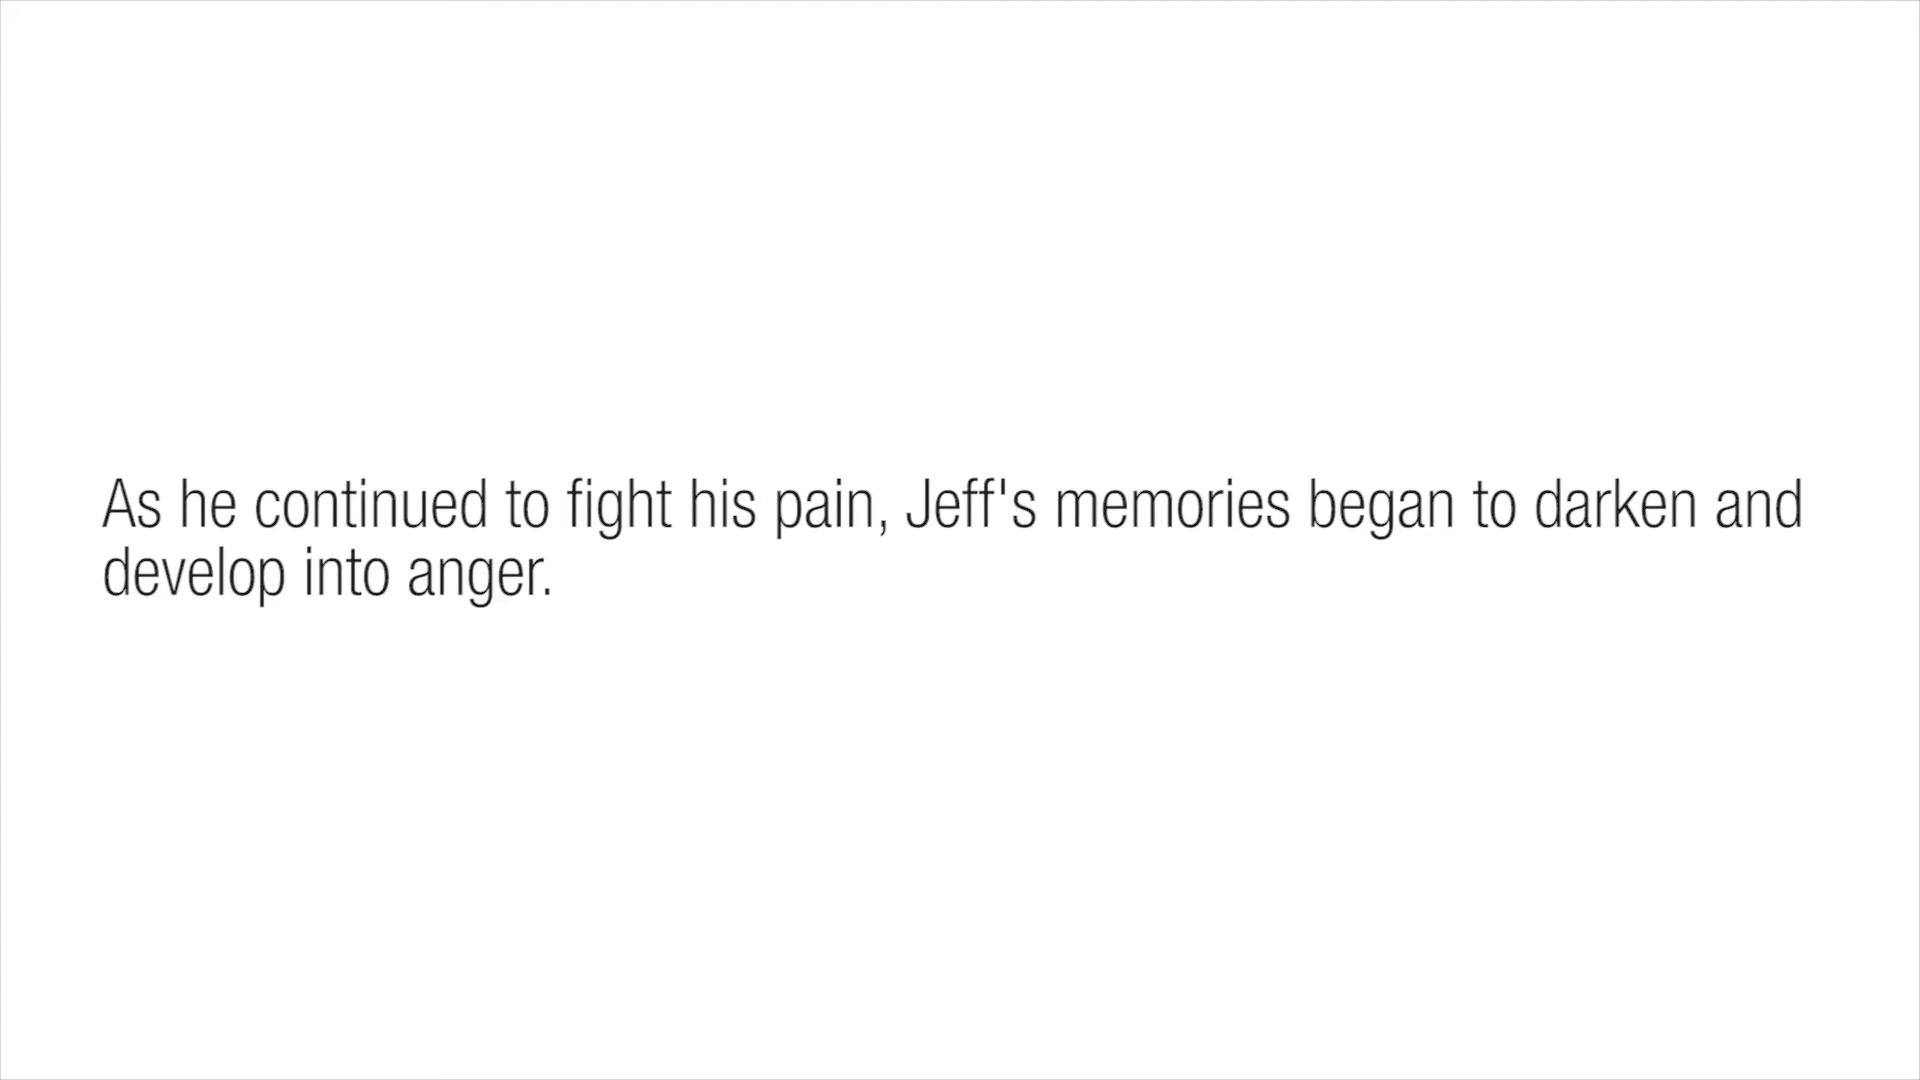 As he continued to fight his pain, Jeff's memories began to darken and
develop into anger.